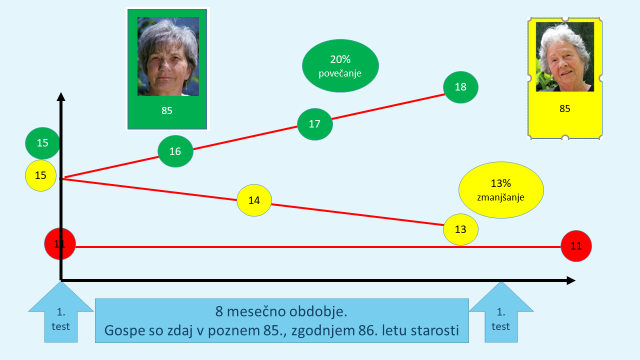 85
20%
povečanje
18
85
17
15
16
15
13%
zmanjšanje
14
13
11
11
1.
test
8 mesečno obdobje.
Gospe so zdaj v poznem 85., zgodnjem 86. letu starosti
1.
test